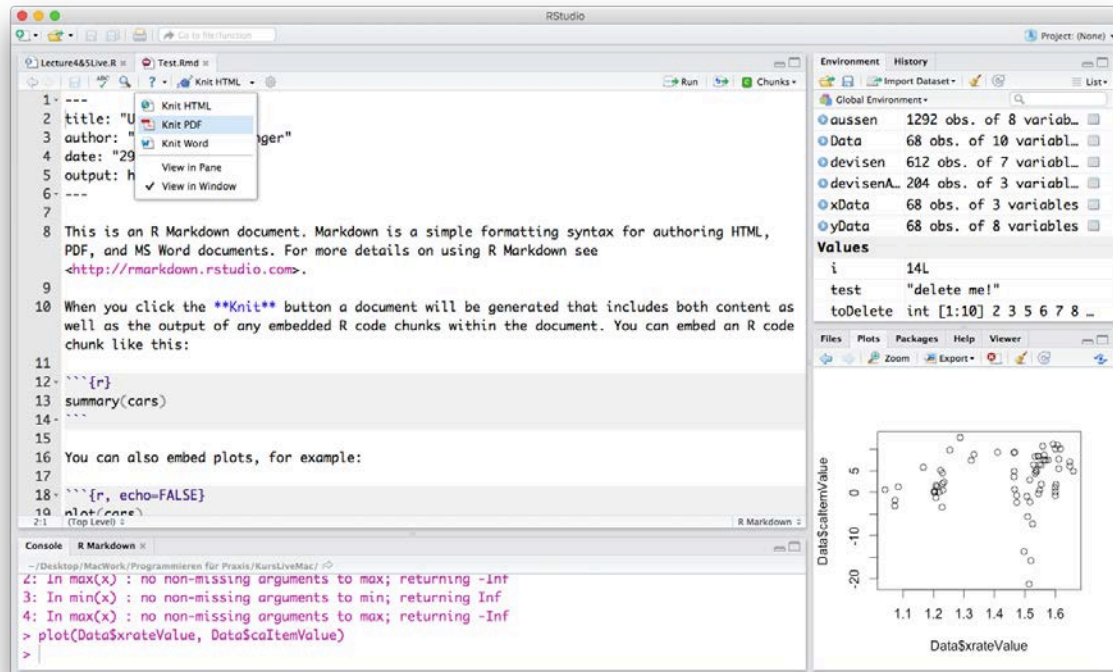 RStudio
Go to file/function
Project: (None)
Lecture4&5Live.R
Test.Rmd
ABC
? Knit HTML
Run
Chunks
Knit HTML
Knit PDF
Knit Word
View in Pane
✓ View in Window
1 ---
2 title: "U
3 author: " nger"
4 date: "29
5 output: h
6 ---
7
8 This is an R Markdown document. Markdown is a simple formatting syntax for authoring HTML,
PDF, and MS Word documents. For more details on using R Markdown see
<http://rmarkdown.rstudio.com>.
9
10 When you click the **Knit** button a document will be generated that includes both content as
well as the output of any embedded R code chunks within the document. You can embed an R code
chunk like this:
11
12 ```{r}
13 summary(cars)
14 ```
15
16 You can also embed plots, for example:
17
18 ```{r, echo=FALSE}
19 plot(cars)
2:1 (Top Level)
R Markdown
Console R Markdown
~/Desktop/MacWork/Programmieren für Praxis/KursLiveMac/
2: In max(x) : no non-missing arguments to max; returning -Inf
3: In min(x) : no non-missing arguments to min; returning Inf
4: In max(x) : no non-missing arguments to max; returning -Inf
> plot(Data$xrateValue, Data$caItemValue)
>
Environment History
Import Dataset
List
Global Environment
aussen 1292 obs. of 8 variab…
Data 68 obs. of 10 variabl…
devisen 612 obs. of 7 variabl…
devisenA… 204 obs. of 3 variabl…
xData 68 obs. of 3 variables
yData 68 obs. of 8 variables
Values
i 14L
test "delete me!"
toDelete int [1:10] 2 3 5 6 7 8 …
Files Plots Packages Help Viewer
Zoom Export
Data$caItemValue
5
0
-10
-20
1.1 1.2 1.3 1.4 1.5 1.6
Data$xrateValue